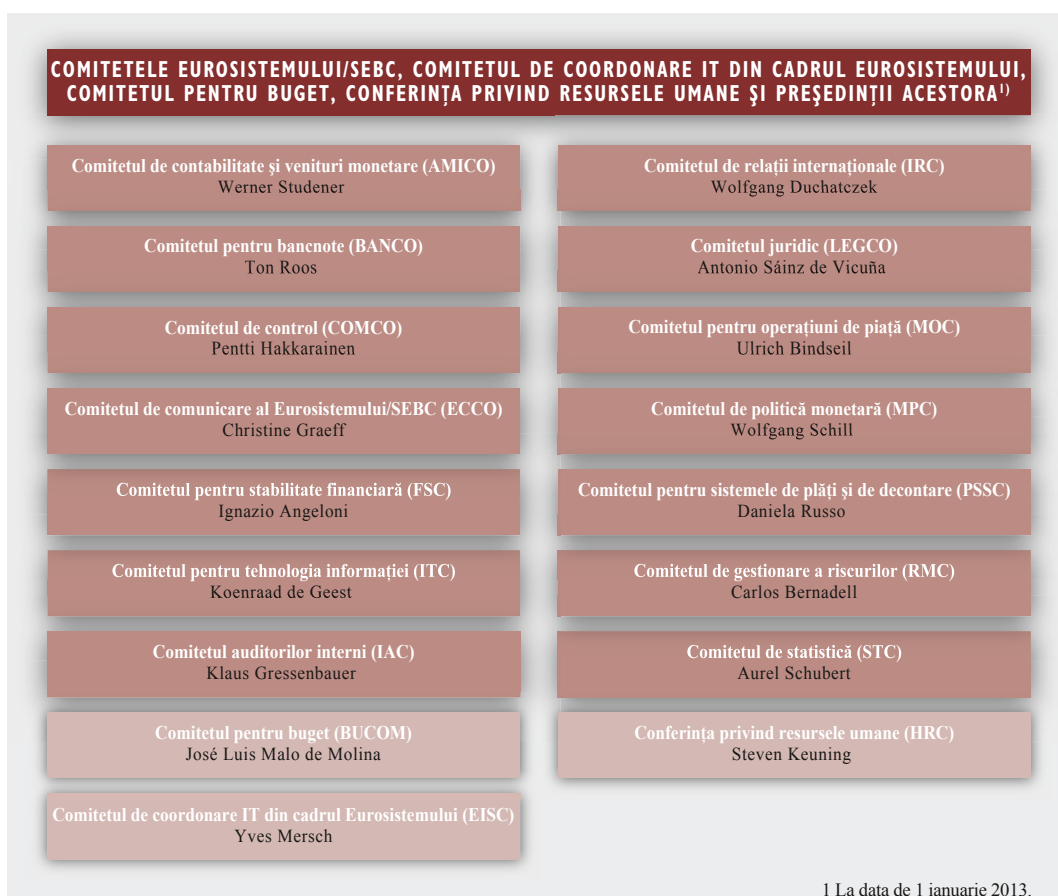 COMITETELE EUROSISTEMULUI/SEBC, COMITETUL DE COORDONARE IT DIN CADRUL EUROSISTEMULUI,
COMITETUL PENTRU BUGET, CONFERINȚA PRIVIND RESURSELE UMANE ŞI PREŞEDINȚII ACESTORA1)
Comitetul de contabilitate şi venituri monetare (AMICO)
Werner Studener
Comitetul pentru bancnote (BANCO)
Ton Roos
Comitetul de control (COMCO)
Pentti Hakkarainen
Comitetul de comunicare al Eurosistemului/SEBC (ECCO)
Christine Graeff
Comitetul pentru stabilitate financiară (FSC)
Ignazio Angeloni
Comitetul pentru tehnologia informației (ITC)
Koenraad de Geest
Comitetul auditorilor interni (IAC)
Klaus Gressenbauer
Comitetul pentru buget (BUCOM)
José Luis Malo de Molina
Comitetul de coordonare IT din cadrul Eurosistemului (EISC)
Yves Mersch
Comitetul de relații internaționale (IRC)
Wolfgang Duchatczek
Comitetul juridic (LEGCO)
Antonio Sáinz de Vicuña
Comitetul pentru operațiuni de piață (MOC)
Ulrich Bindseil
Comitetul de politică monetară (MPC)
Wolfgang Schill
Comitetul pentru sistemele de plăți şi de decontare (PSSC)
Daniela Russo
Comitetul de gestionare a riscurilor (RMC)
Carlos Bernadell
Comitetul de statistică (STC)
Aurel Schubert
Conferința privind resursele umane (HRC)
Steven Keuning
1 La data de 1 ianuarie 2013.